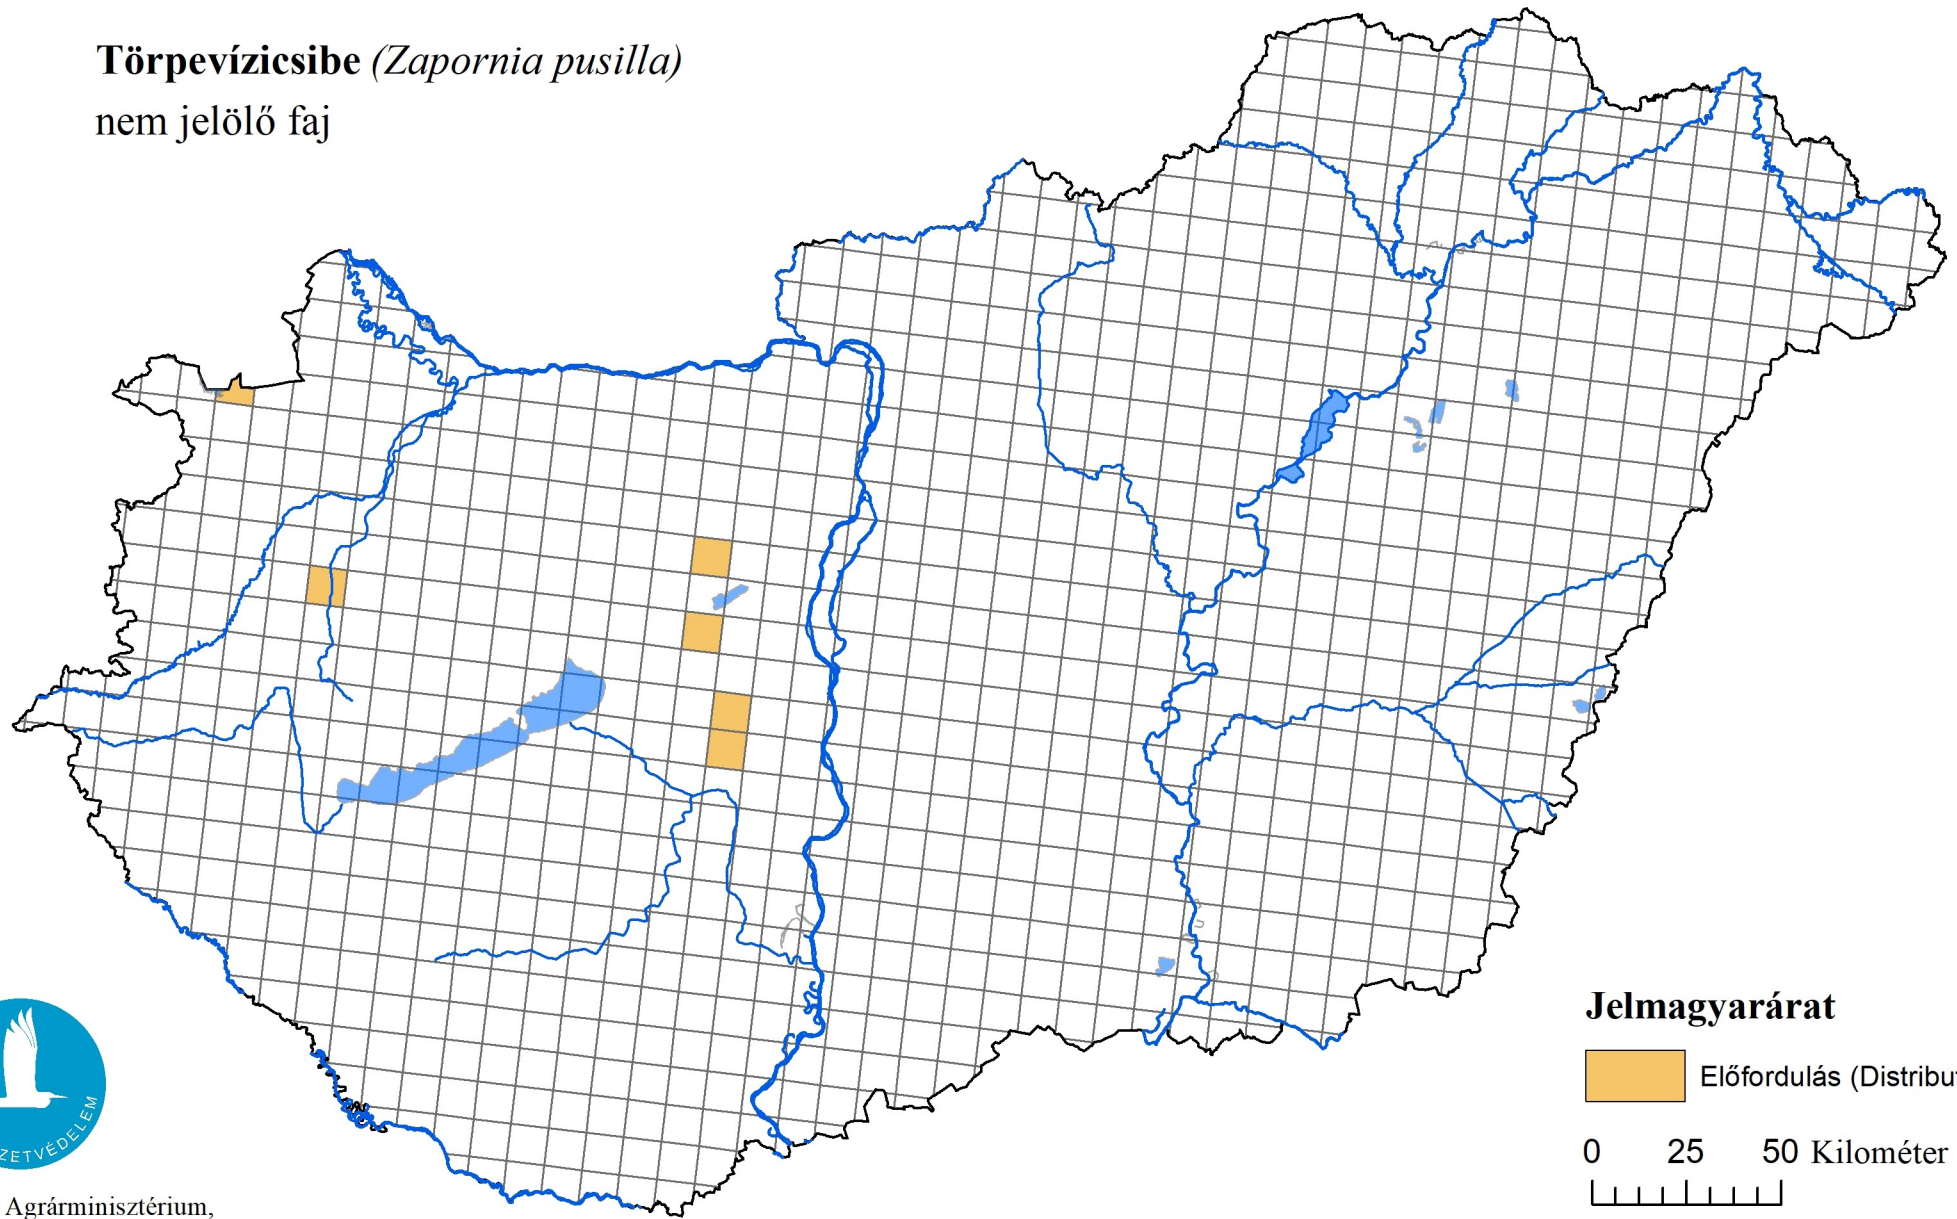 Törpevízicsibe (Zapornia pusilla)
nem jelölő faj
Jelmagyarárat
Előfordulás (Distribu
0 25 50 Kilométer
ZETVÉDELEM
Agrárminisztérium,